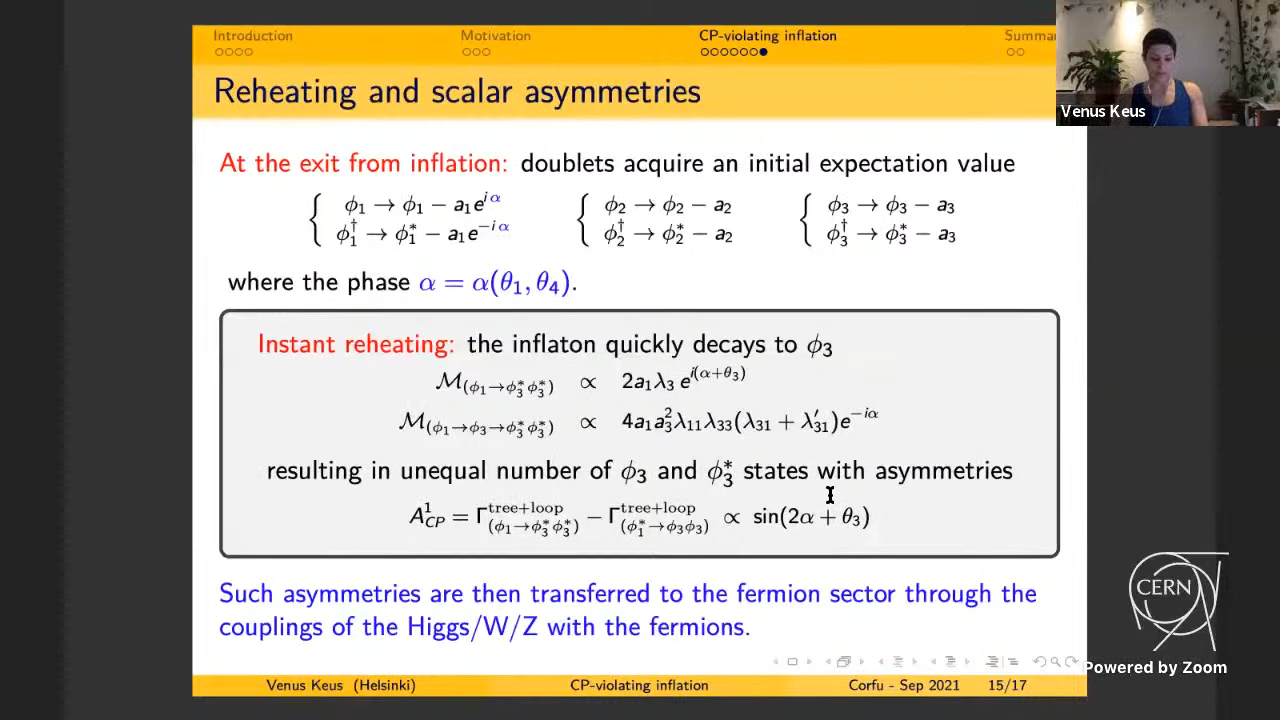 Introduction Motivation CP-violating inflation Summa
Venus Keus
Reheating and scalar asymmetries
At the exit from inflation: doublets acquire an initial expectation value
{ ϕ₁ → ϕ₁ − a₁e^{iα} { ϕ₂ → ϕ₂ − a₂ { ϕ₃ → ϕ₃ − a₃
ϕ₁† → ϕ₁* − a₁e^{−iα} ϕ₂† → ϕ₂* − a₂ ϕ₃† → ϕ₃* − a₃
where the phase α = α(θ₁, θ₄).
Instant reheating: the inflaton quickly decays to ϕ₃
M_{(ϕ₁→ϕ₃*ϕ₃*)} ∝ 2a₁λ₃ e^{i(α+θ₃)}
M_{(ϕ₁→ϕ₃→ϕ₃*ϕ₃*)} ∝ 4a₁a₃²λ₁₁λ₃₃(λ₃₁ + λ′₃₁)e^{−iα}
resulting in unequal number of ϕ₃ and ϕ₃* states with asymmetries
A¹_{CP} = Γ^{tree+loop}_{(ϕ₁→ϕ₃*ϕ₃*)} − Γ^{tree+loop}_{(ϕ₁*→ϕ₃ϕ₃)} ∝ sin(2α + θ₃)
Such asymmetries are then transferred to the fermion sector through the
couplings of the Higgs/W/Z with the fermions.
CERN
Powered by Zoom
Venus Keus (Helsinki) CP-violating inflation Corfu - Sep 2021 15/17